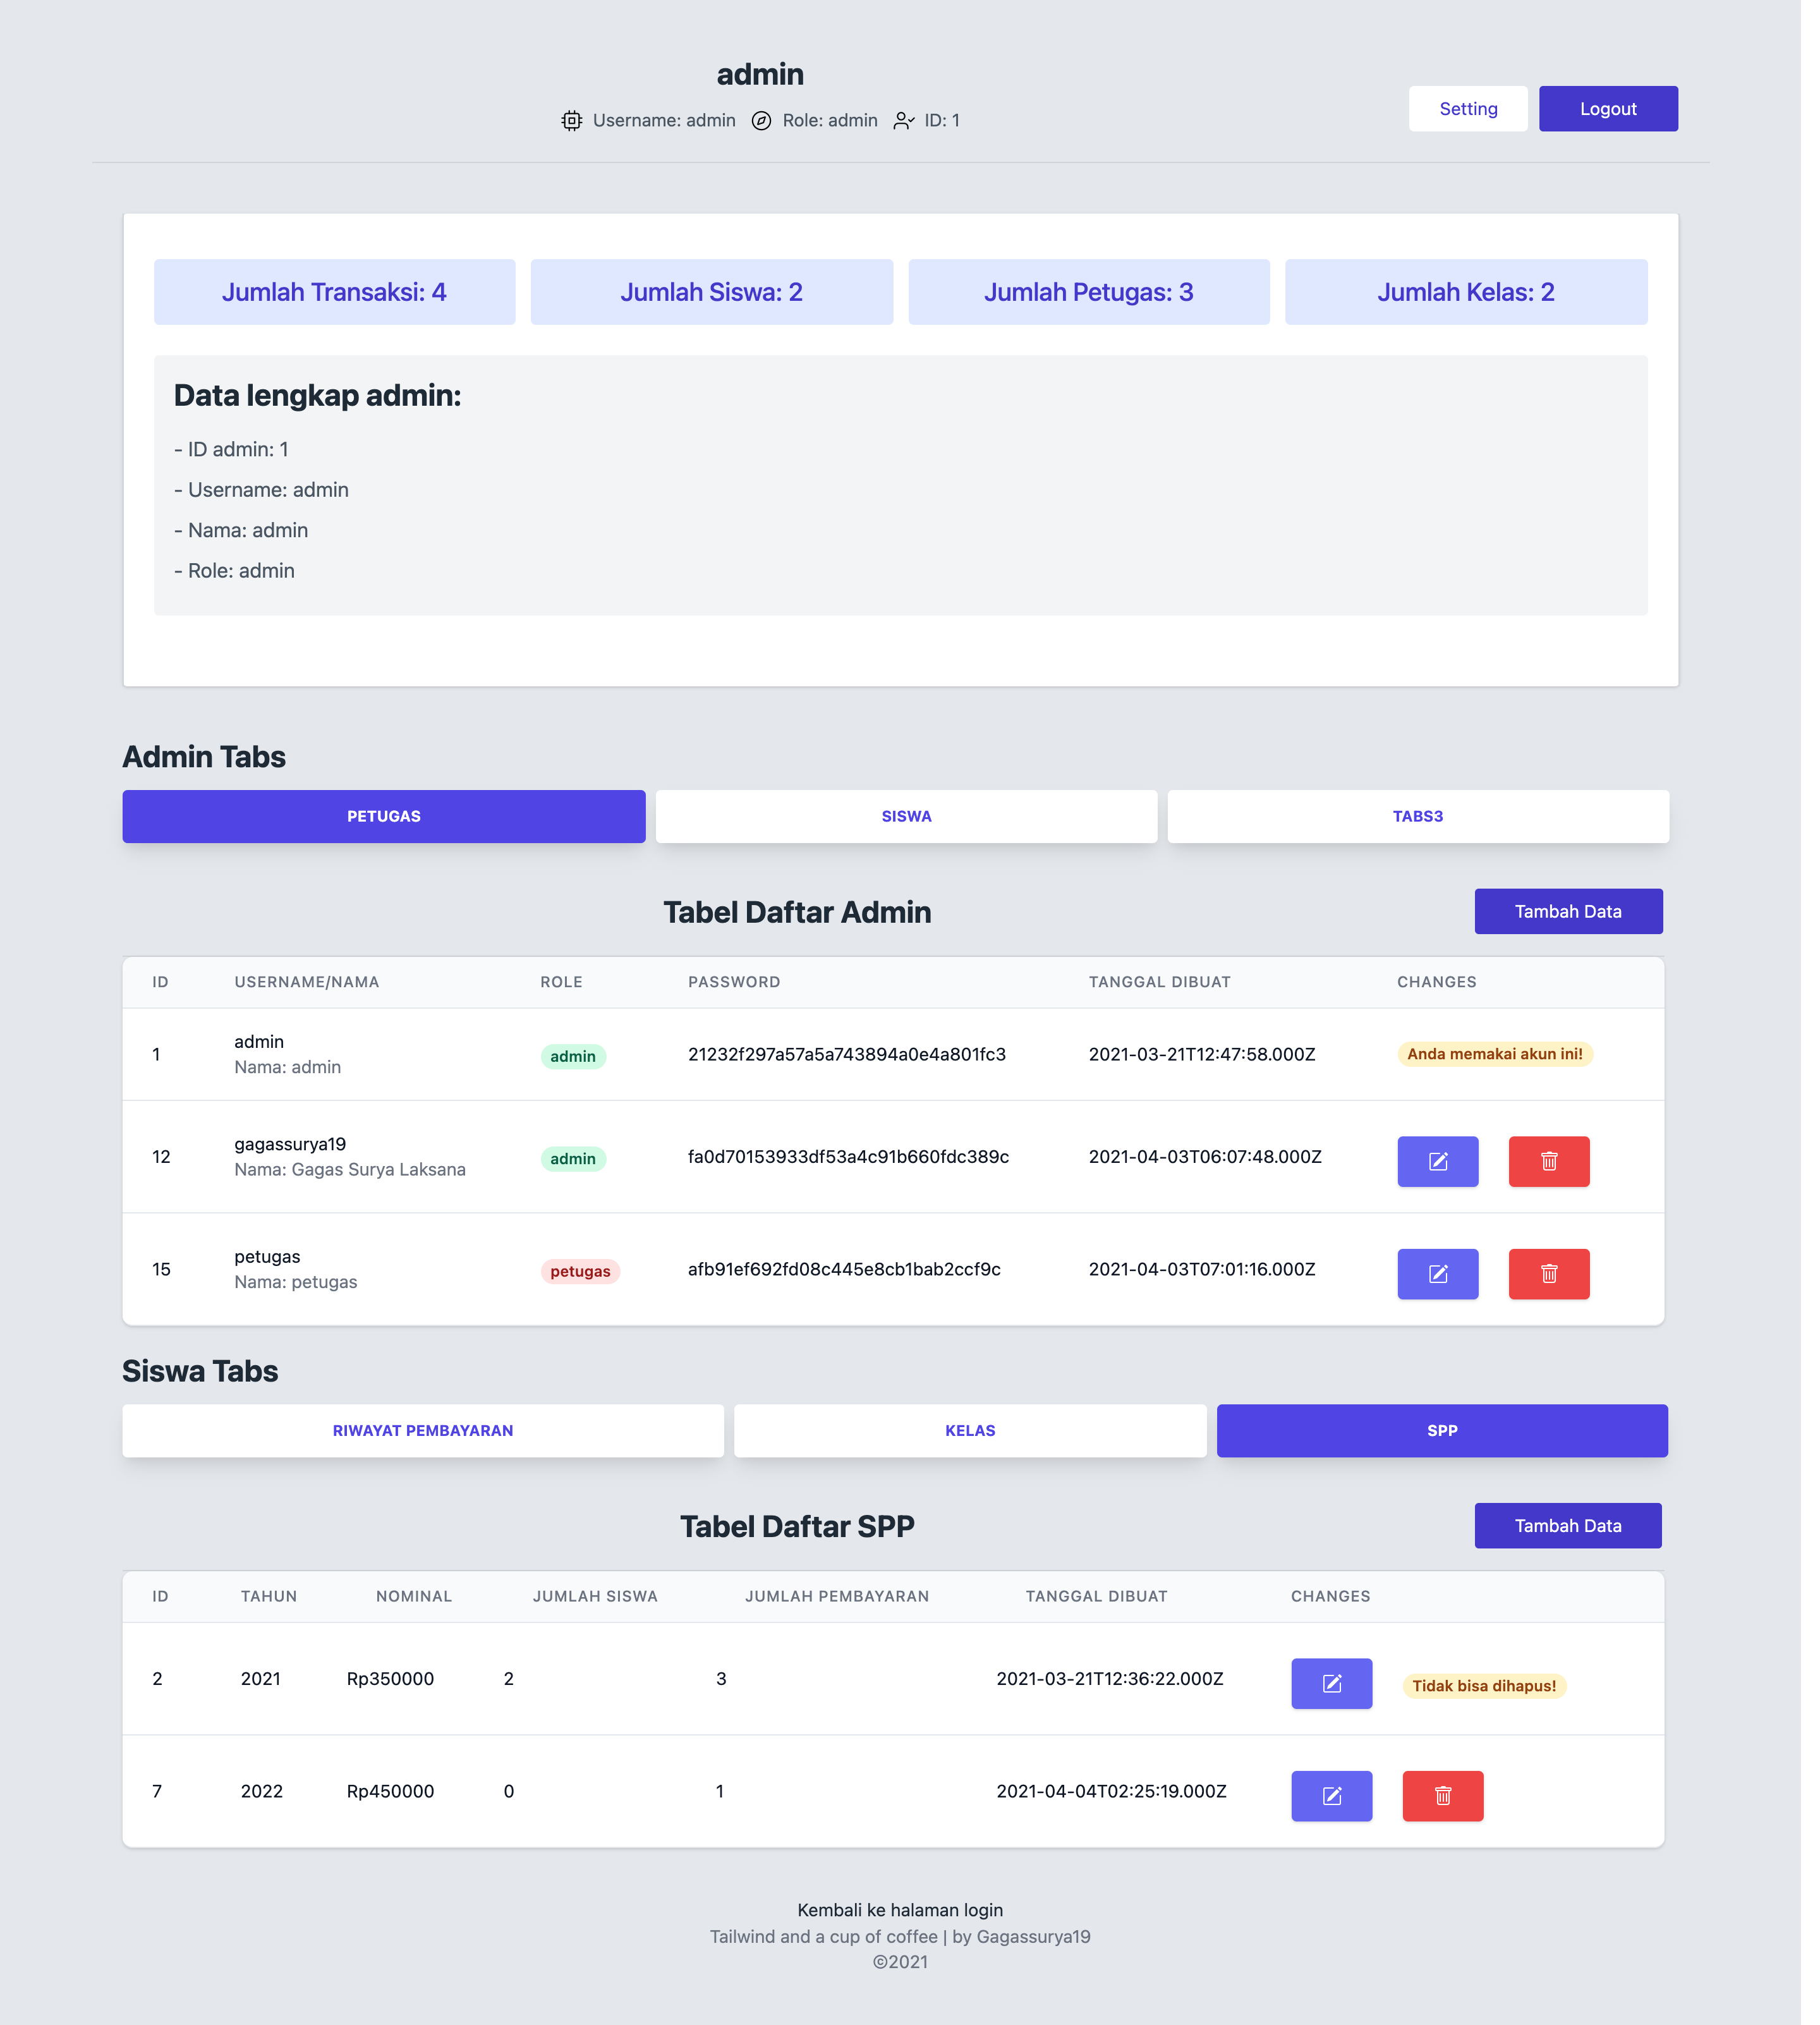 admin
Username: admin Role: admin ID: 1
Setting Logout
Jumlah Transaksi: 4 Jumlah Siswa: 2 Jumlah Petugas: 3 Jumlah Kelas: 2
Data lengkap admin:
- ID admin: 1
- Username: admin
- Nama: admin
- Role: admin
Admin Tabs
PETUGAS SISWA TABS3
Tabel Daftar Admin Tambah Data
ID USERNAME/NAMA ROLE PASSWORD TANGGAL DIBUAT CHANGES
1 admin admin 21232f297a57a5a743894a0e4a801fc3 2021-03-21T12:47:58.000Z Anda memakai akun ini!
Nama: admin
12 gagassurya19 admin fa0d70153933df53a4c91b660fdc389c 2021-04-03T06:07:48.000Z
Nama: Gagas Surya Laksana
15 petugas petugas afb91ef692fd08c445e8cb1bab2ccf9c 2021-04-03T07:01:16.000Z
Nama: petugas
Siswa Tabs
RIWAYAT PEMBAYARAN KELAS SPP
Tabel Daftar SPP Tambah Data
ID TAHUN NOMINAL JUMLAH SISWA JUMLAH PEMBAYARAN TANGGAL DIBUAT CHANGES
2 2021 Rp350000 2 3 2021-03-21T12:36:22.000Z Tidak bisa dihapus!
7 2022 Rp450000 0 1 2021-04-04T02:25:19.000Z
Kembali ke halaman login
Tailwind and a cup of coffee | by Gagassurya19
©2021